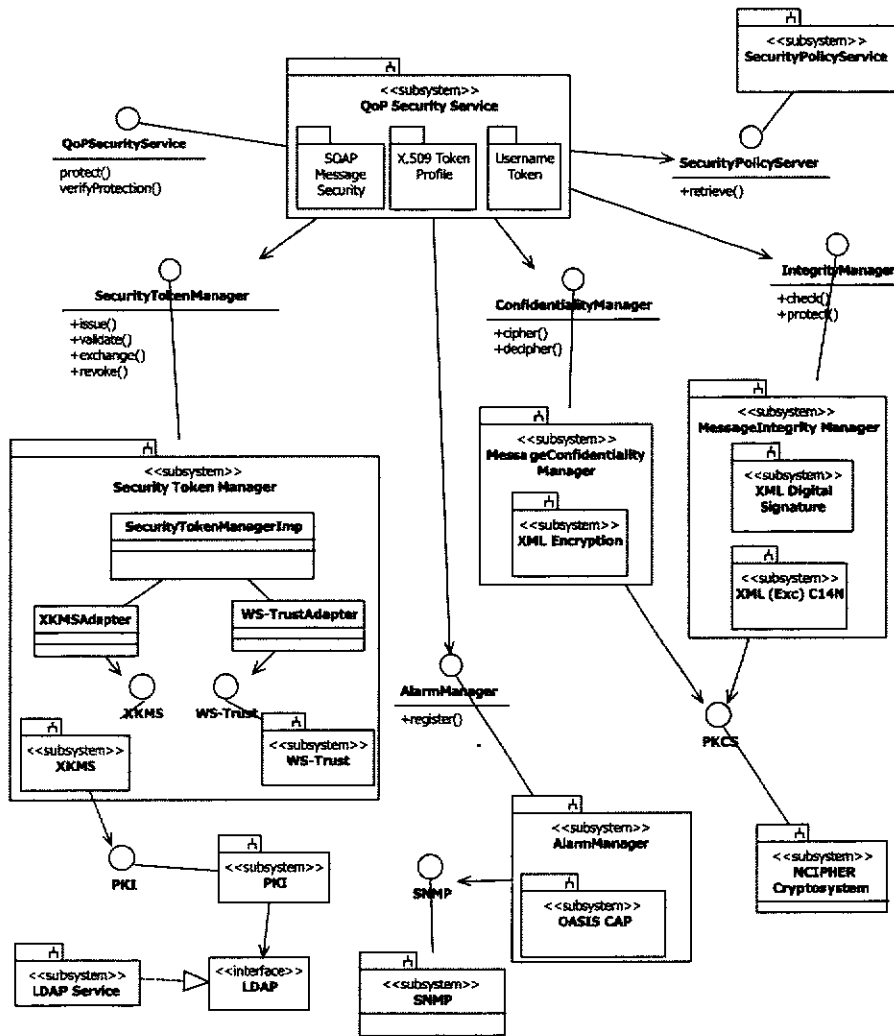 <<subsystem>>
SecurityPolicyService
<<subsystem>>
QoP Security Service
QoPSecurityService
protect()
verifyProtection()
SOAP
Message
Security
X.509 Token
Profile
Username
Token
SecurityPolicyServer
+retrieve()
SecurityTokenManager
+issue()
+validate()
+exchange()
+revoke()
ConfidentialityManager
+cipher()
+decipher()
IntegrityManager
+check()
+protect()
<<subsystem>>
Security Token Manager
SecurityTokenManagerImp
XKMSAdapter
WS-TrustAdapter
XKMS
WS-Trust
<<subsystem>>
XKMS
<<subsystem>>
WS-Trust
<<subsystem>>
MessageConfidentiality
Manager
<<subsystem>>
XML Encryption
<<subsystem>>
MessageIntegrity Manager
<<subsystem>>
XML Digital
Signature
<<subsystem>>
XML (Exc) C14N
AlarmManager
+register()
PKCS
PKI
<<subsystem>>
PKI
<<subsystem>>
AlarmManager
<<subsystem>>
OASIS CAP
SNMP
<<subsystem>>
NCIPHER
Cryptosystem
<<subsystem>>
LDAP Service
<<interface>>
LDAP
<<subsystem>>
SNMP